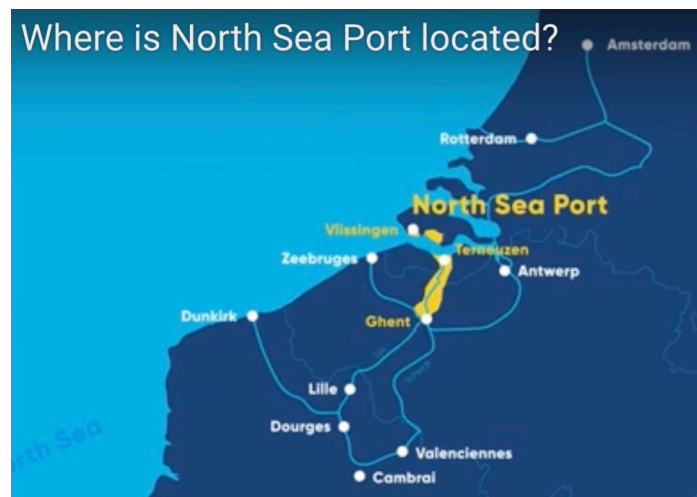 Where is North Sea Port located?
Amsterdam
Rotterdam
North Sea Port
Vlissingen
Terneuzen
Zeebruges
Antwerp
Dunkirk
Ghent
Lille
Dourges
Valenciennes
Cambrai
Sea